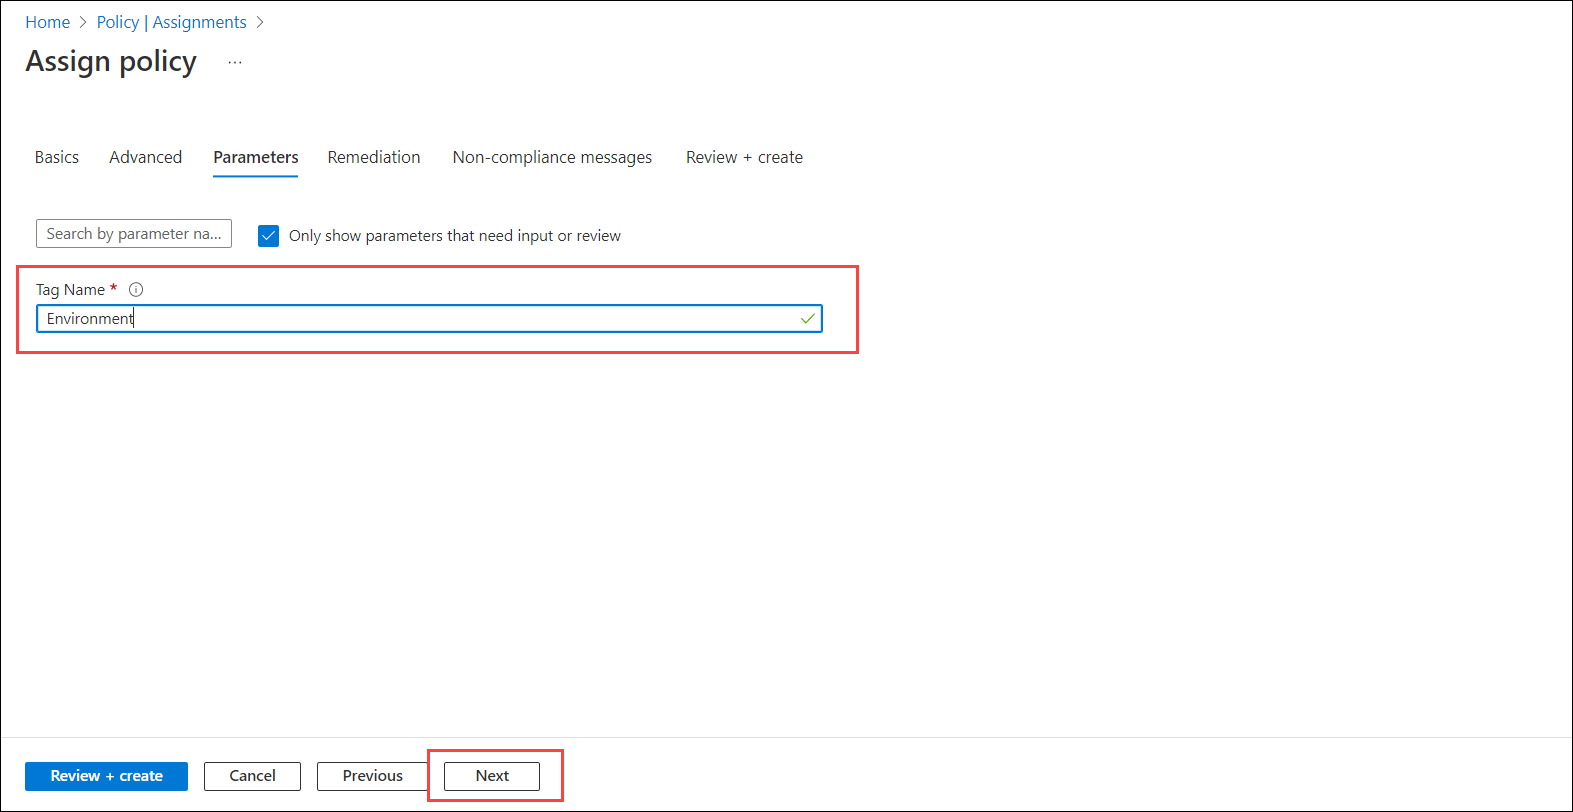 Home > Policy | Assignments >
Assign policy ...
Basics Advanced Parameters Remediation Non-compliance messages Review + create
Search by parameter na... Only show parameters that need input or review
Tag Name *
Environment
Review + create Cancel Previous Next